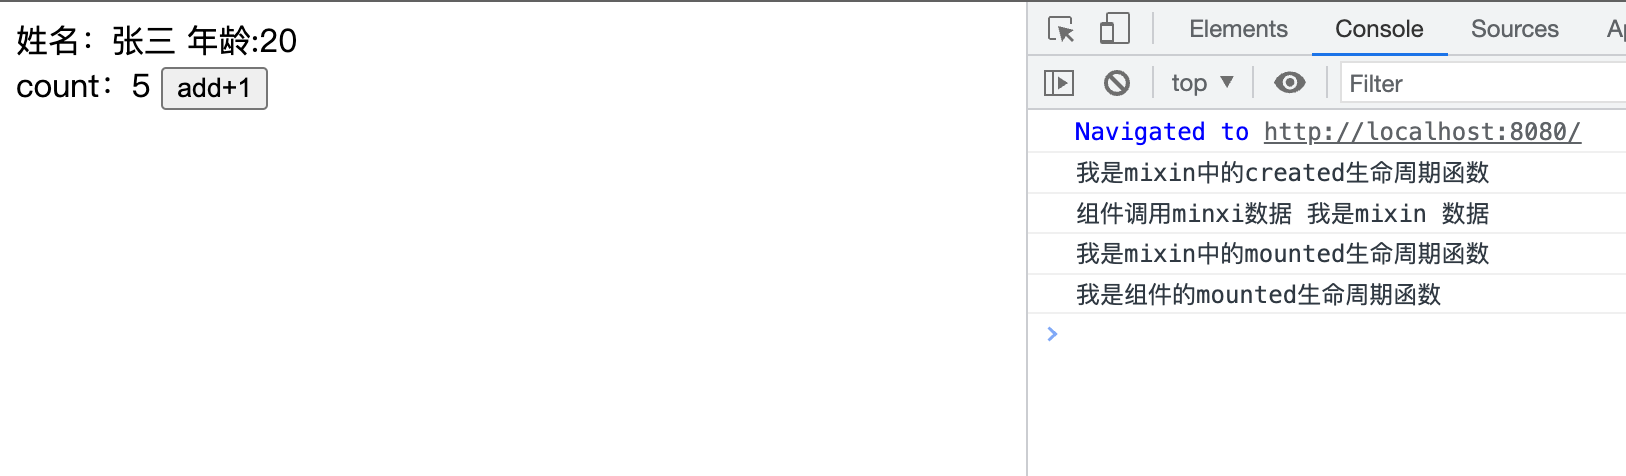 姓名：张三 年龄:20
count：5 add+1
Elements Console Sources
top ▼ Filter
Navigated to http://localhost:8080/
我是mixin中的created生命周期函数
组件调用minxi数据 我是mixin 数据
我是mixin中的mounted生命周期函数
我是组件的mounted生命周期函数
>